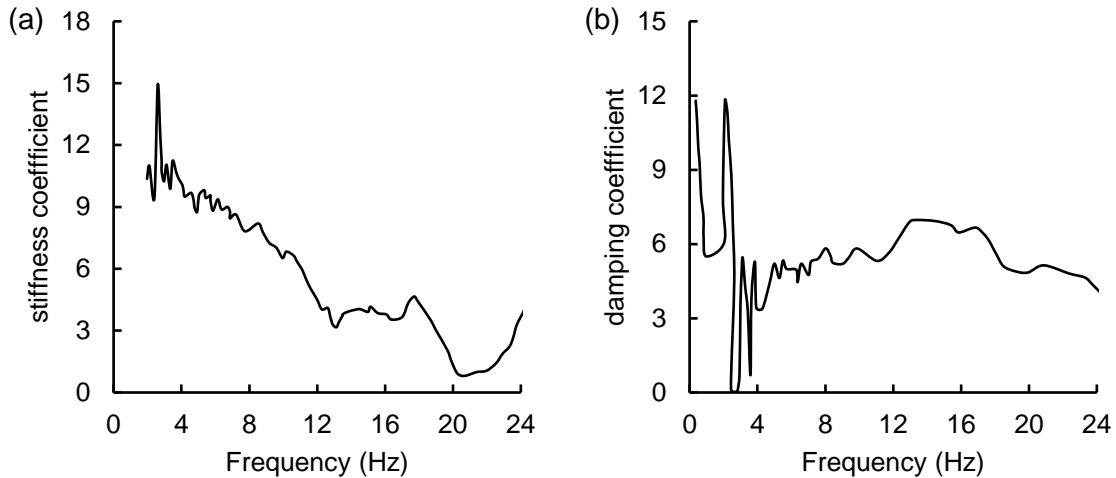 (a)
stiffness coeffficient
18
15
12
9
6
3
0
0 4 8 12 16 20 24
Frequency (Hz)
(b)
damping coeffficient
15
12
9
6
3
0
0 4 8 12 16 20 24
Frequency (Hz)